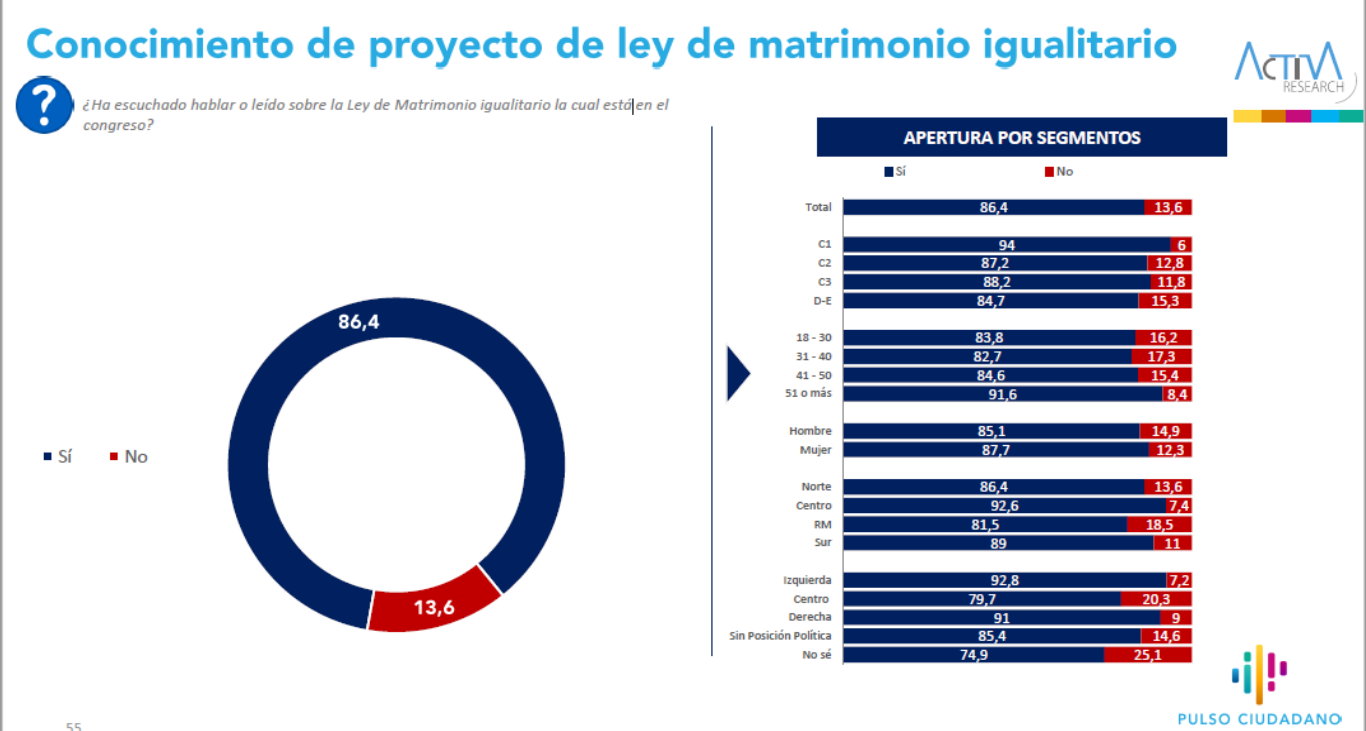 Conocimiento de proyecto de ley de matrimonio igualitario
ACTIVA
RESEARCH
?
¿Ha escuchado hablar o leído sobre la Ley de Matrimonio igualitario la cual está en el
congreso?
86,4
13,6
Sí No
APERTURA POR SEGMENTOS
Sí No
Total 86,4 13,6
C1 94 6
C2 87,2 12,8
C3 88,2 11,8
D-E 84,7 15,3
18 - 30 83,8 16,2
31 - 40 82,7 17,3
41 - 50 84,6 15,4
51 o más 91,6 8,4
Hombre 85,1 14,9
Mujer 87,7 12,3
Norte 86,4 13,6
Centro 92,6 7,4
RM 81,5 18,5
Sur 89 11
Izquierda 92,8 7,2
Centro 79,7 20,3
Derecha 91 9
Sin Posición Política 85,4 14,6
No sé 74,9 25,1
PULSO CIUDADANO
55